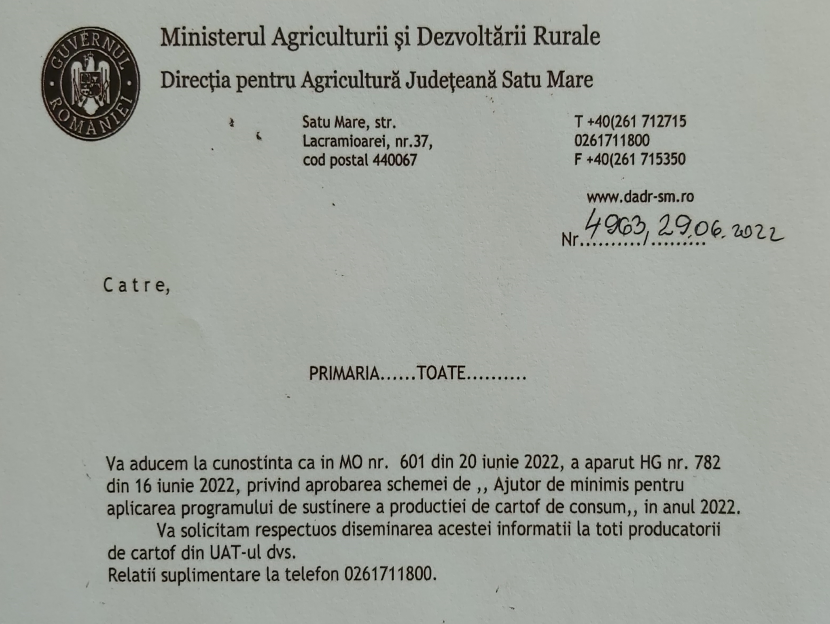 GUVERNUL ROMÂNIEI
Ministerul Agriculturii și Dezvoltării Rurale
Direcția pentru Agricultură Județeană Satu Mare
Satu Mare, str.
Lacramioarei, nr.37,
cod postal 440067
T +40(261 712715
0261711800
F +40(261 715350
www.dadr-sm.ro
Nr.........../......... 4963, 29.06.2022
Catre,
PRIMARIA......TOATE..........
Va aducem la cunostinta ca in MO nr. 601 din 20 iunie 2022, a aparut HG nr. 782
din 16 iunie 2022, privind aprobarea schemei de ,, Ajutor de minimis pentru
aplicarea programului de sustinere a productiei de cartof de consum,, in anul 2022.
Va solicitam respectuos diseminarea acestei informatii la toti producatorii
de cartof din UAT-ul dvs.
Relatii suplimentare la telefon 0261711800.